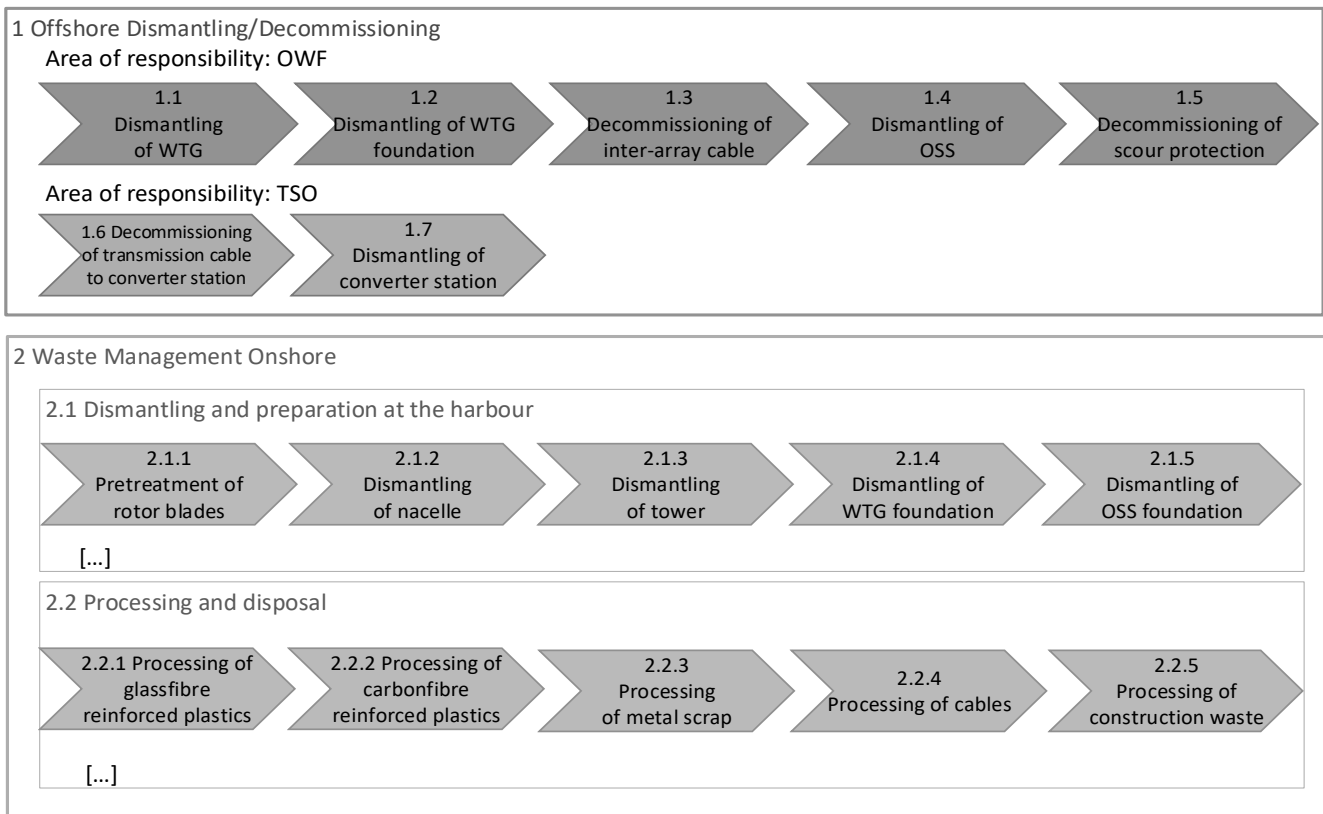 1 Offshore Dismantling/Decommissioning
Area of responsibility: OWF
1.1
Dismantling
of WTG
1.2
Dismantling of WTG
foundation
1.3
Decommissioning of
inter-array cable
1.4
Dismantling of
OSS
1.5
Decommissioning of
scour protection
Area of responsibility: TSO
1.6 Decommissioning
of transmission cable
to converter station
1.7
Dismantling of
converter station
2 Waste Management Onshore
2.1 Dismantling and preparation at the harbour
2.1.1
Pretreatment of
rotor blades
2.1.2
Dismantling
of nacelle
2.1.3
Dismantling
of tower
2.1.4
Dismantling of
WTG foundation
2.1.5
Dismantling of
OSS foundation
[...]
2.2 Processing and disposal
2.2.1 Processing of
glassfibre
reinforced plastics
2.2.2 Processing of
carbonfibre
reinforced plastics
2.2.3
Processing
of metal scrap
2.2.4
Processing of cables
2.2.5
Processing of
construction waste
[...]